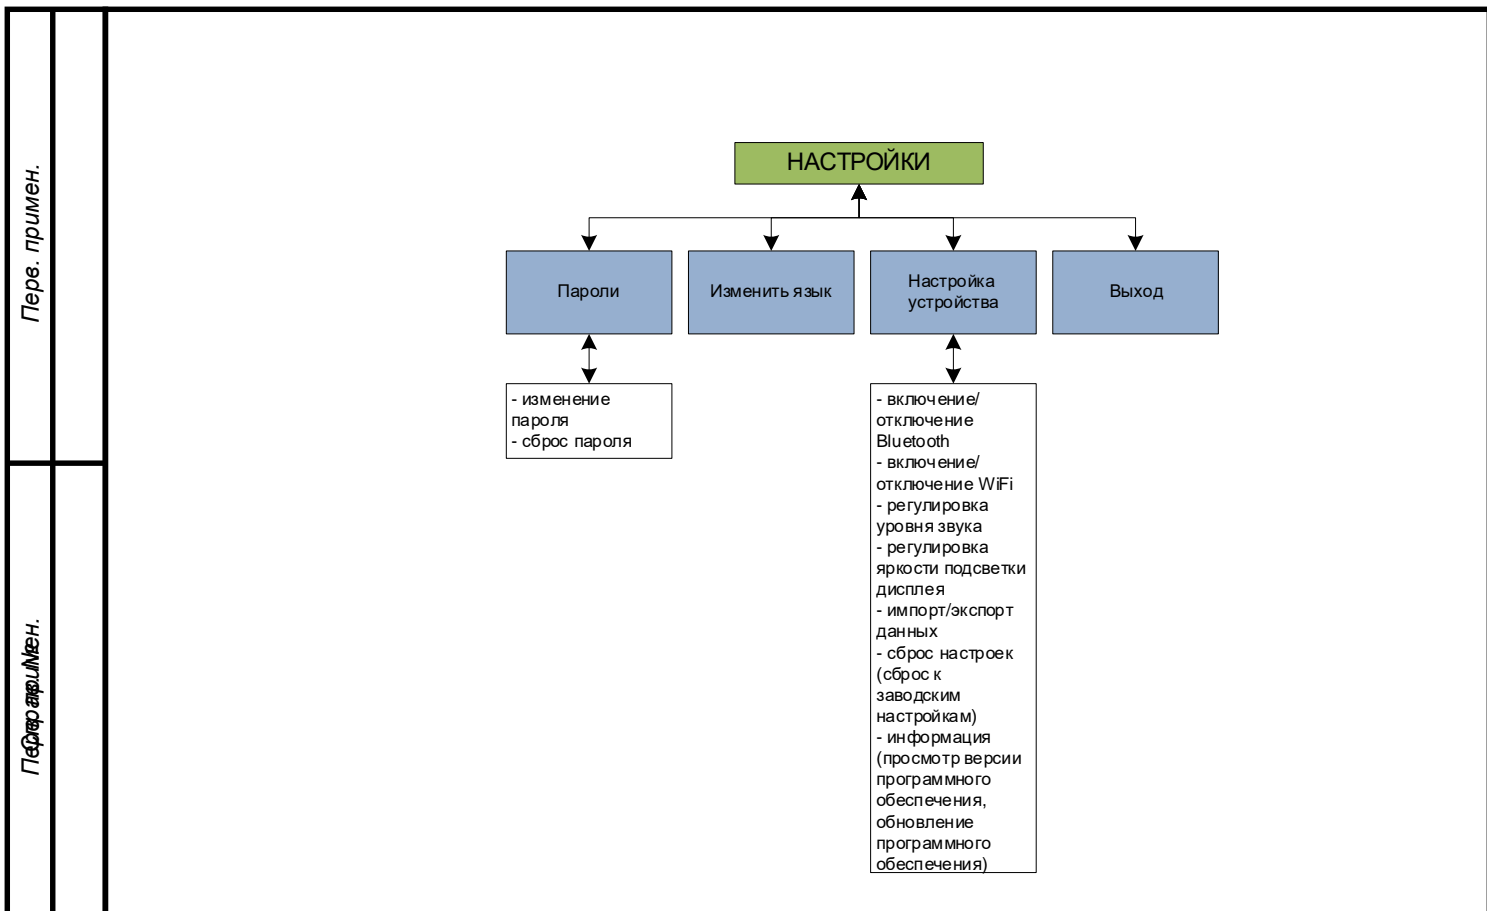 Перв. примен.
НАСТРОЙКИ
Пароли
Изменить язык
Настройка
устройства
Выход
- изменение
пароля
- сброс пароля
- включение/
отключение
Bluetooth
- включение/
отключение WiFi
- регулировка
уровня звука
- регулировка
яркости подсветки
дисплея
- импорт/экспорт
данных
- сброс настроек
(сброс к
заводским
настройкам)
- информация
(просмотр версии
программного
обеспечения,
обновление
программного
обеспечения)